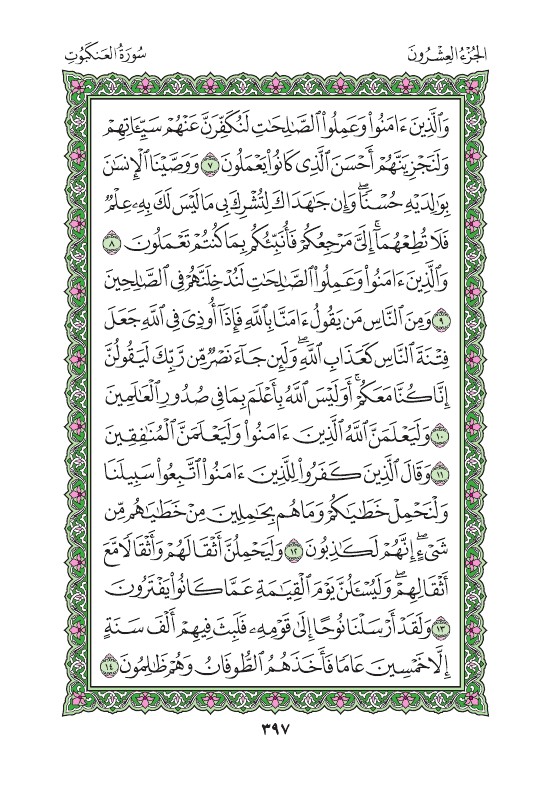 الجُزْءُ العِشْرُونَ
سُورَةُ العَنكَبُوتِ
وَٱلَّذِينَ ءَامَنُوا۟ وَعَمِلُوا۟ ٱلصَّٰلِحَٰتِ لَنُكَفِّرَنَّ عَنْهُمْ سَيِّـَٔاتِهِمْ
وَلَنَجْزِيَنَّهُمْ أَحْسَنَ ٱلَّذِى كَانُوا۟ يَعْمَلُونَ ٧ وَوَصَّيْنَا ٱلْإِنسَٰنَ
بِوَٰلِدَيْهِ حُسْنًا ۖ وَإِن جَٰهَدَاكَ لِتُشْرِكَ بِى مَا لَيْسَ لَكَ بِهِۦ عِلْمٌ
فَلَا تُطِعْهُمَآ ۚ إِلَىَّ مَرْجِعُكُمْ فَأُنَبِّئُكُم بِمَا كُنتُمْ تَعْمَلُونَ ٨
وَٱلَّذِينَ ءَامَنُوا۟ وَعَمِلُوا۟ ٱلصَّٰلِحَٰتِ لَنُدْخِلَنَّهُمْ فِى ٱلصَّٰلِحِينَ
٩ وَمِنَ ٱلنَّاسِ مَن يَقُولُ ءَامَنَّا بِٱللَّهِ فَإِذَآ أُوذِىَ فِى ٱللَّهِ جَعَلَ
فِتْنَةَ ٱلنَّاسِ كَعَذَابِ ٱللَّهِ ۖ وَلَئِن جَآءَ نَصْرٌ مِّن رَّبِّكَ لَيَقُولُنَّ
إِنَّا كُنَّا مَعَكُمْ ۚ أَوَلَيْسَ ٱللَّهُ بِأَعْلَمَ بِمَا فِى صُدُورِ ٱلْعَٰلَمِينَ
١٠ وَلَيَعْلَمَنَّ ٱللَّهُ ٱلَّذِينَ ءَامَنُوا۟ وَلَيَعْلَمَنَّ ٱلْمُنَٰفِقِينَ
١١ وَقَالَ ٱلَّذِينَ كَفَرُوا۟ لِلَّذِينَ ءَامَنُوا۟ ٱتَّبِعُوا۟ سَبِيلَنَا
وَلْنَحْمِلْ خَطَٰيَٰكُمْ وَمَا هُم بِحَٰمِلِينَ مِنْ خَطَٰيَٰهُم مِّن
شَىْءٍ ۖ إِنَّهُمْ لَكَٰذِبُونَ ١٢ وَلَيَحْمِلُنَّ أَثْقَالَهُمْ وَأَثْقَالًا مَّعَ
أَثْقَالِهِمْ ۖ وَلَيُسْـَٔلُنَّ يَوْمَ ٱلْقِيَٰمَةِ عَمَّا كَانُوا۟ يَفْتَرُونَ
١٣ وَلَقَدْ أَرْسَلْنَا نُوحًا إِلَىٰ قَوْمِهِۦ فَلَبِثَ فِيهِمْ أَلْفَ سَنَةٍ
إِلَّا خَمْسِينَ عَامًا فَأَخَذَهُمُ ٱلطُّوفَانُ وَهُمْ ظَٰلِمُونَ ١٤
٣٩٧